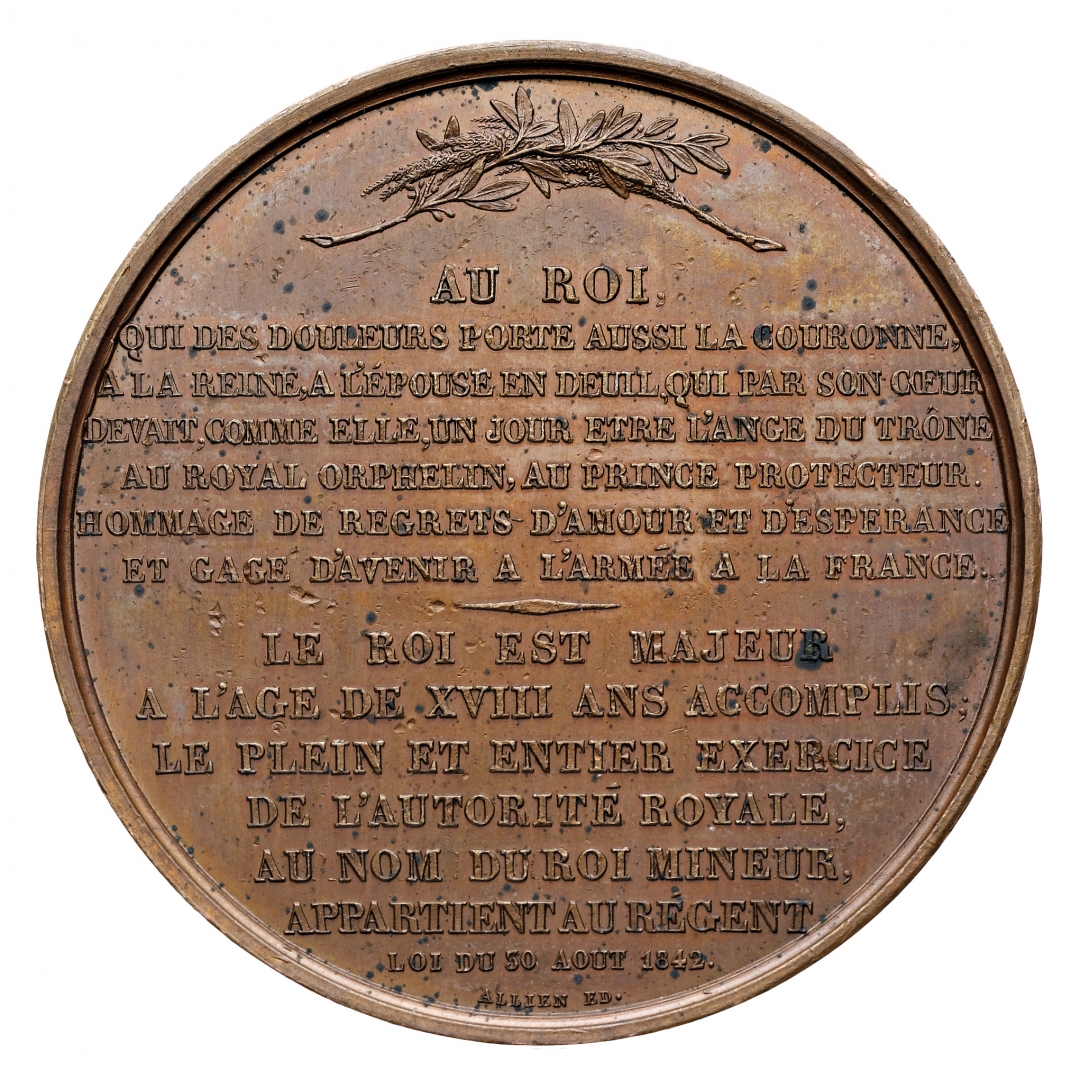 AU ROI,
QUI DES DOULEURS PORTE AUSSI LA COURONNE,
A LA REINE, A L'ÉPOUSE EN DEUIL, QUI PAR SON CŒUR
DEVAIT, COMME ELLE, UN JOUR ETRE L'ANGE DU TRÔNE
AU ROYAL ORPHELIN, AU PRINCE PROTECTEUR.
HOMMAGE DE REGRETS D'AMOUR ET D'ESPERANCE
ET GAGE D'AVENIR A L'ARMÉE A LA FRANCE.
LE ROI EST MAJEUR
A L'AGE DE XVIII ANS ACCOMPLIS;
LE PLEIN ET ENTIER EXERCICE
DE L'AUTORITÉ ROYALE,
AU NOM DU ROI MINEUR,
APPARTIENT AU RÉGENT
LOI DU 30 AOUT 1842.
ALLIEN ED.